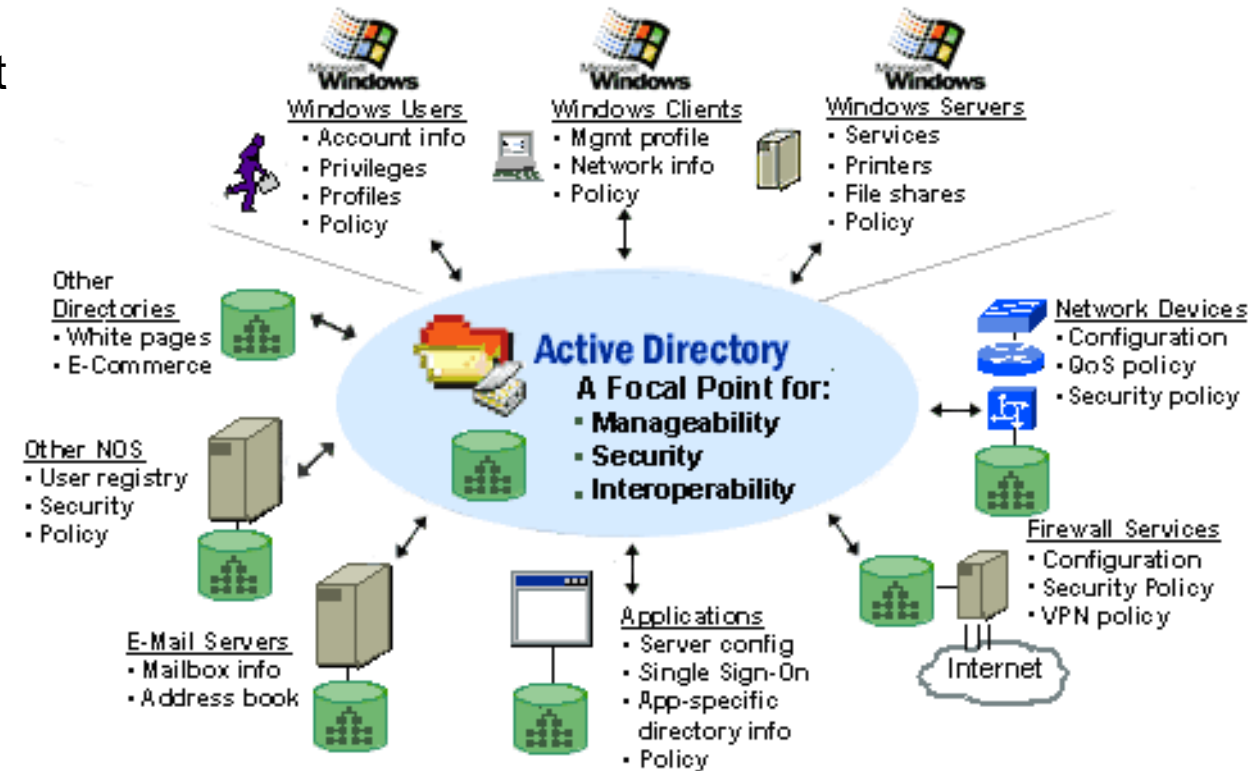 t
Microsoft
Windows
Windows Users
• Account info
• Privileges
• Profiles
• Policy
Microsoft
Windows
Windows Clients
• Mgmt profile
• Network info
• Policy
Microsoft
Windows
Windows Servers
• Services
• Printers
• File shares
• Policy
Other
Directories
• White pages
• E-Commerce
Active Directory
A Focal Point for:
▪ Manageability
▪ Security
▪ Interoperability
Network Devices
• Configuration
• QoS policy
• Security policy
Other NOS
• User registry
• Security
• Policy
Firewall Services
• Configuration
• Security Policy
• VPN policy
Internet
E-Mail Servers
• Mailbox info
• Address book
Applications
• Server config
• Single Sign-On
• App-specific
directory info
• Policy